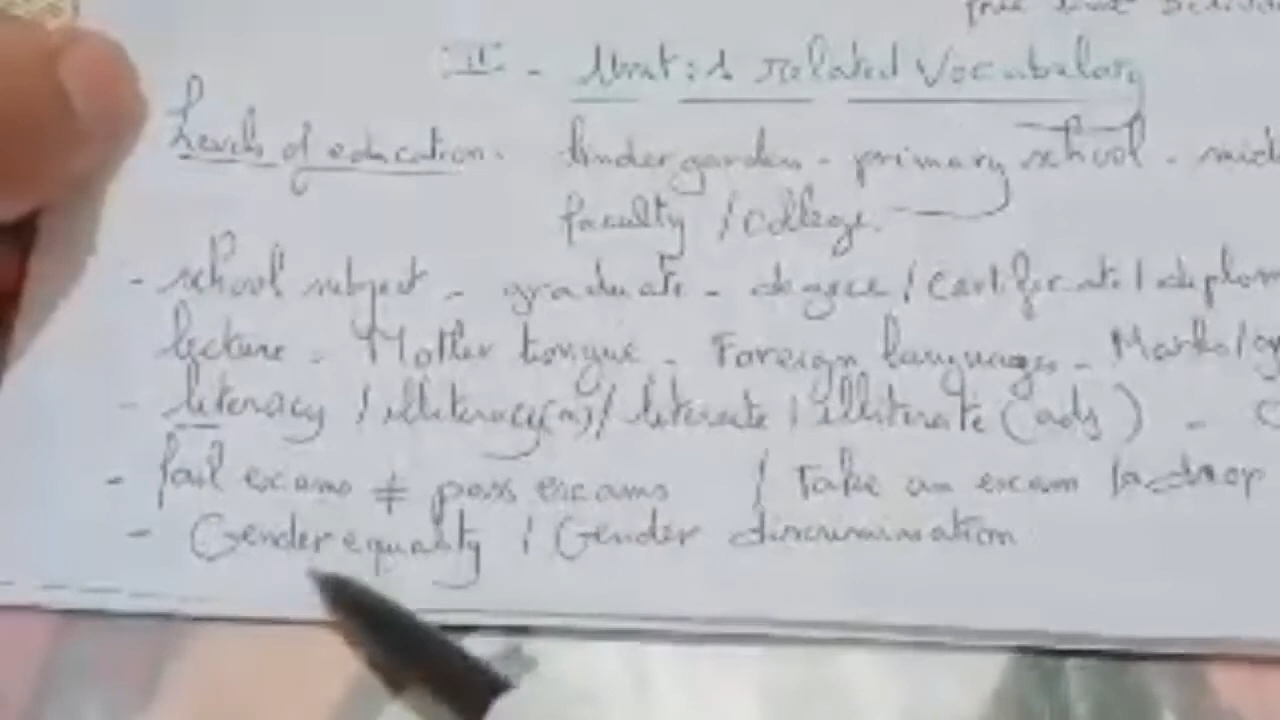 II - Unit: 1 Related Vocabulary
Levels of education. kindergarden - primary school -
faculty / college.
- school subject - graduate - degree / certificate /
lecture - Mother tongue - Foreign languages -
- literacy / illiteracy (n) / literate / illiterate (adj) -
- fail exams ≠ pass exams / Take an exam / drop
- Gender equality / Gender discrimination